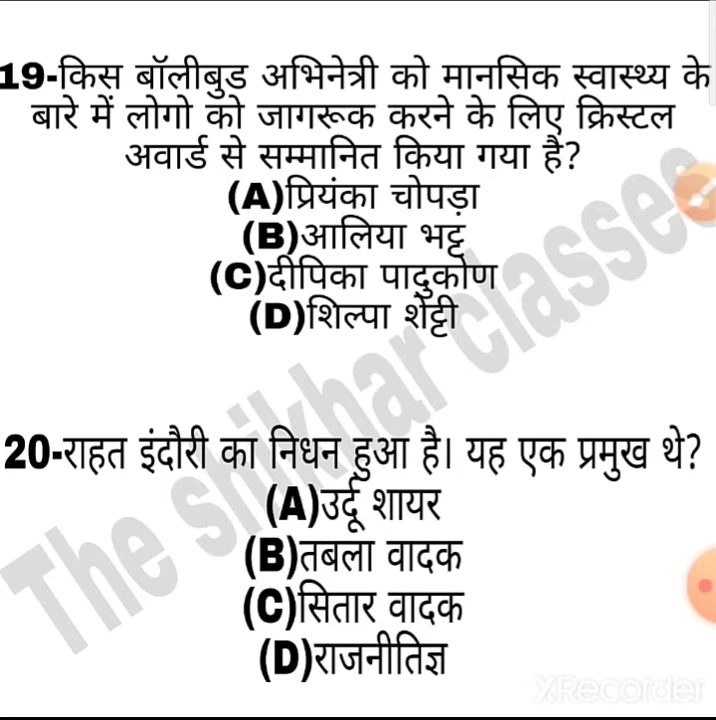 19-किस बॉलीबुड अभिनेत्री को मानसिक स्वास्थ्य के
बारे में लोगो को जागरूक करने के लिए क्रिस्टल
अवार्ड से सम्मानित किया गया है?
(A)प्रियंका चोपड़ा
(B)आलिया भट्ट
(C)दीपिका पादुकोण
(D)शिल्पा शेट्टी
20-राहत इंदौरी का निधन हुआ है। यह एक प्रमुख थे?
(A)उर्दू शायर
(B)तबला वादक
(C)सितार वादक
(D)राजनीतिज्ञ
The shikhar classes
XRecorder